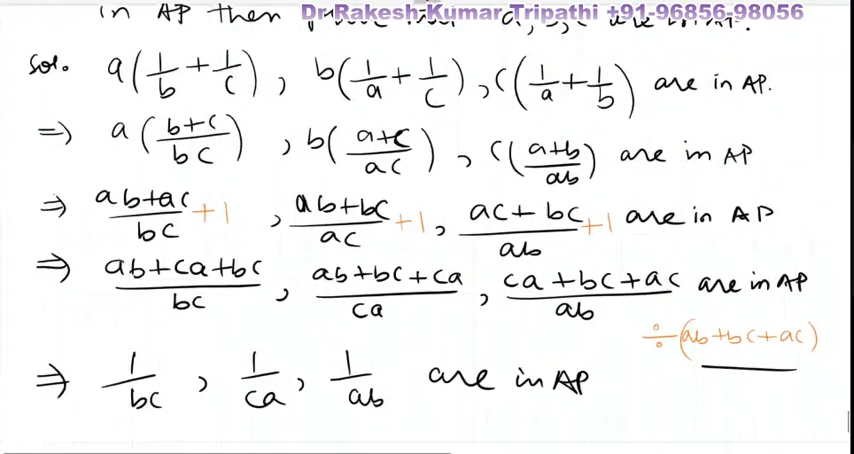 in AP then
Dr Rakesh Kumar Tripathi +91-96856-98056
Sol. a(1/b + 1/c), b(1/a + 1/c), c(1/a + 1/b) are in AP.
⇒ a((b+c)/bc), b((a+c)/ac), c((a+b)/ab) are in AP
⇒ (ab+ac)/bc +1, (ab+bc)/ac +1, (ac+bc)/ab +1 are in AP
⇒ (ab+ca+bc)/bc, (ab+bc+ca)/ca, (ca+bc+ac)/ab are in AP
÷(ab+bc+ac)
⇒ 1/bc, 1/ca, 1/ab are in AP